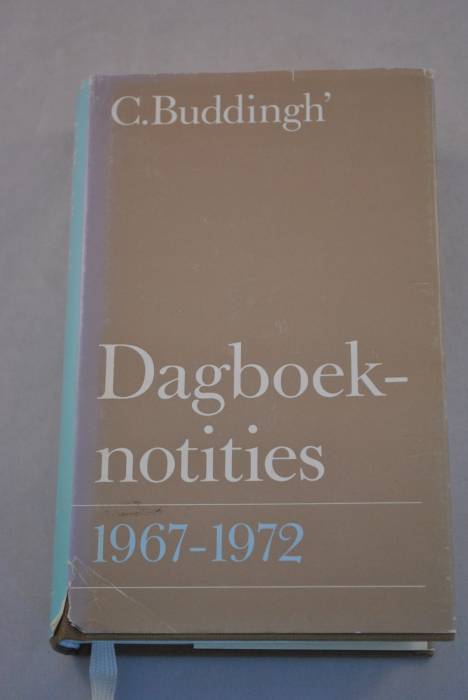 C.Buddingh'
Dagboek-
notities
1967-1972